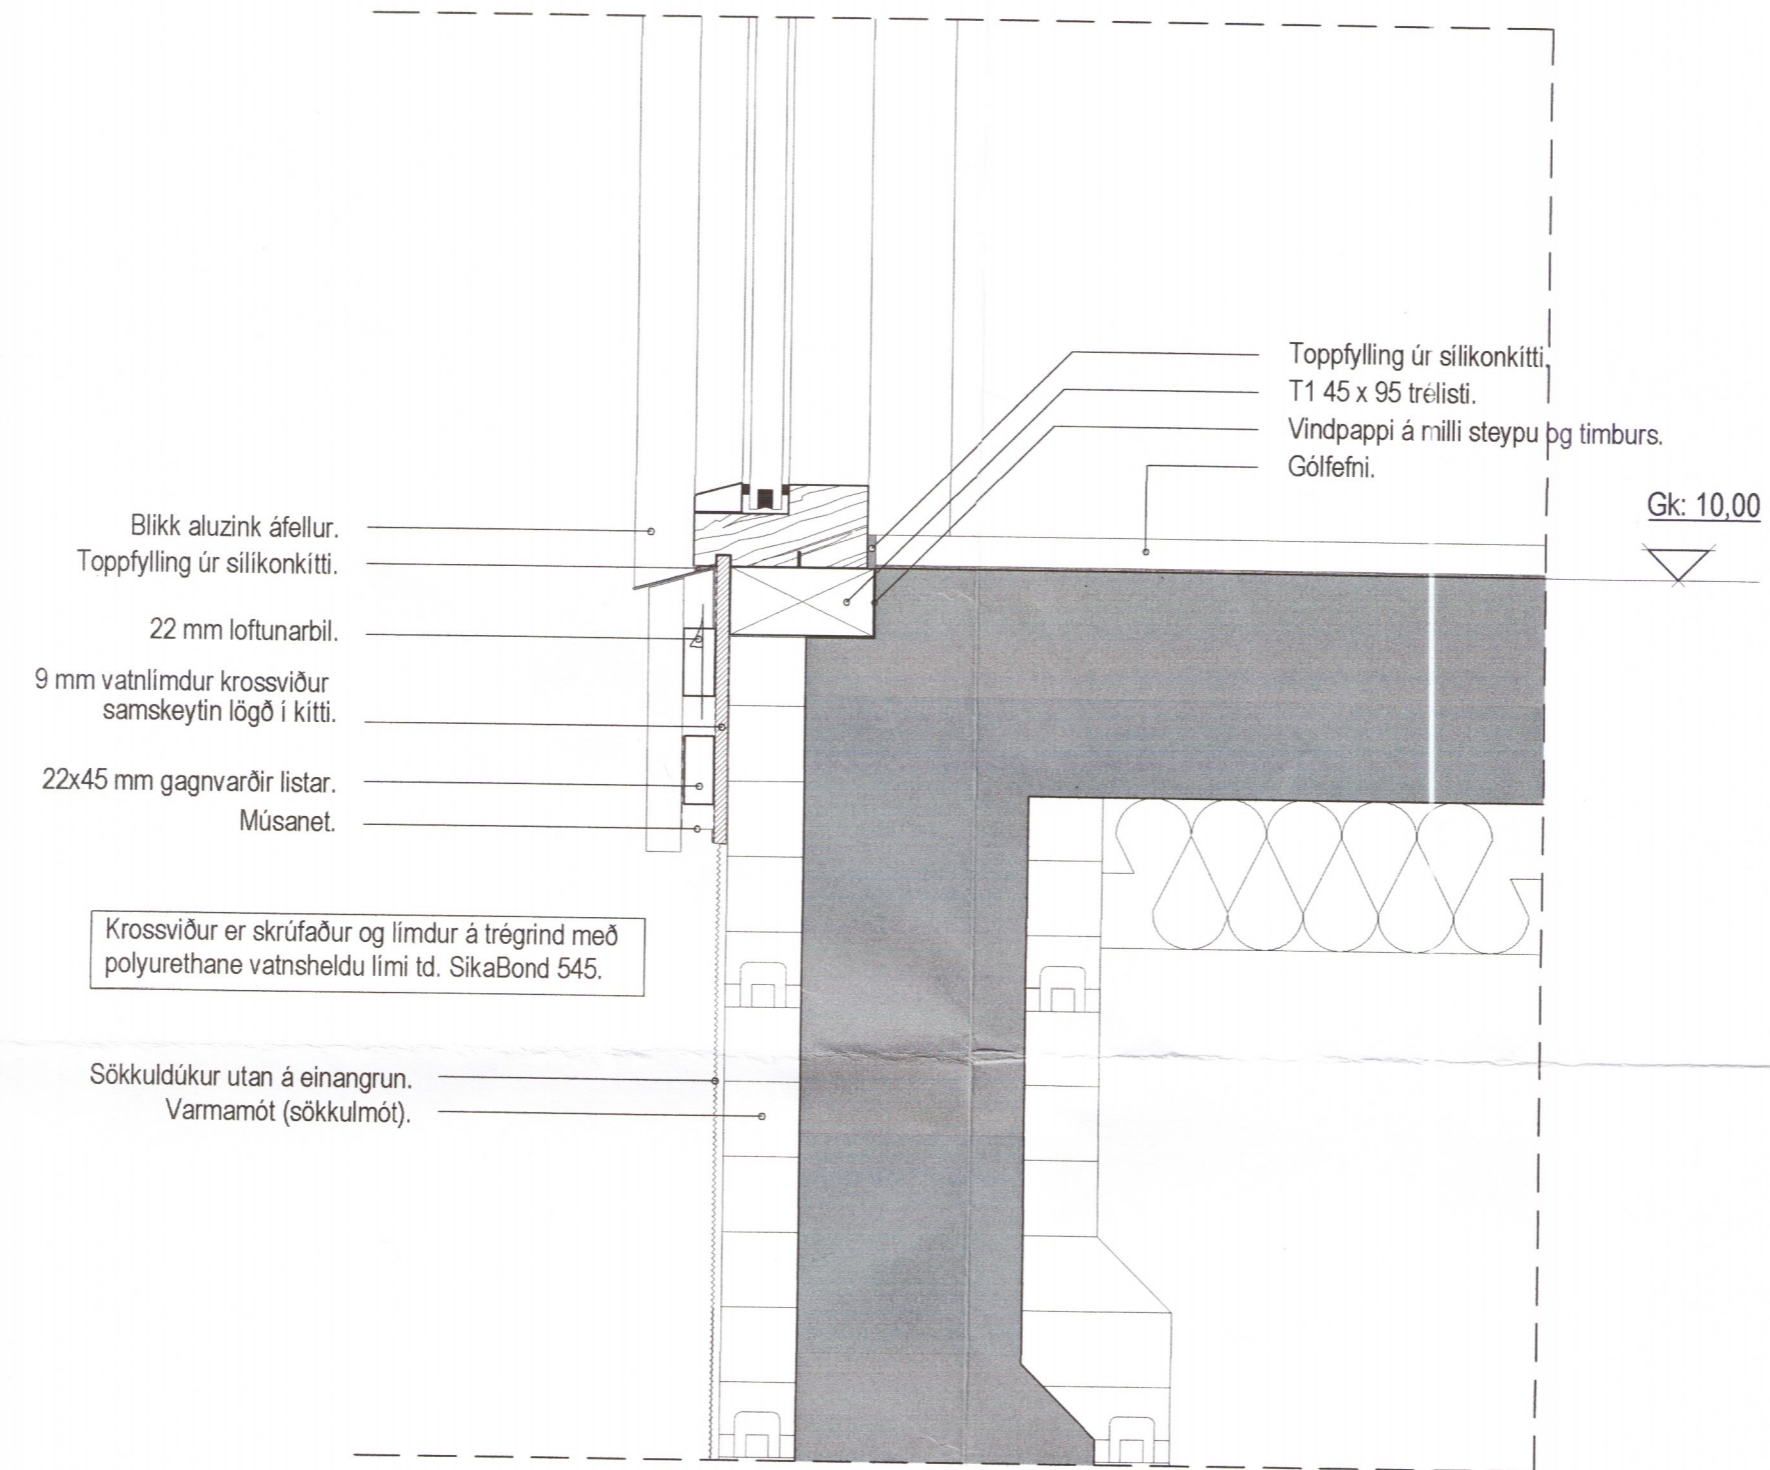 Toppfylling úr sílikonkítti.
T1 45 x 95 trélisti.
Vindpappi á milli steypu og timburs.
Gólfefni.
Gk: 10,00
Blikk aluzink áfellur.
Toppfylling úr sílikonkítti.
22 mm loftunarbil.
9 mm vatnlímdur krossviður
samskeytin lögð í kítti.
22x45 mm gagnvarðir listar.
Músanet.
Krossviður er skrúfaður og límdur á trégrind með
polyurethane vatnsheldu lími td. SikaBond 545.
Sökkuldúkur utan á einangrun.
Varmamót (sökkulmót).